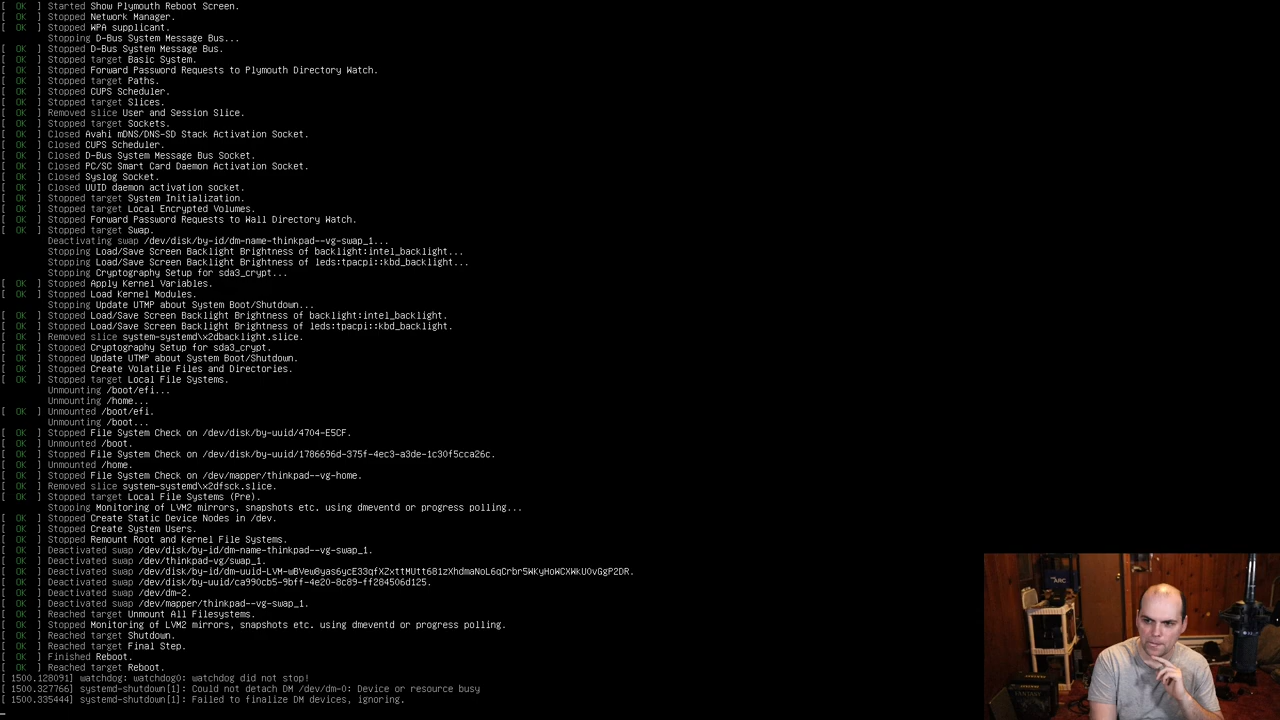 [  OK  ] Started Show Plymouth Reboot Screen.
[  OK  ] Stopped Network Manager.
[  OK  ] Stopped WPA supplicant.
Stopping D-Bus System Message Bus...
[  OK  ] Stopped D-Bus System Message Bus.
[  OK  ] Stopped target Basic System.
[  OK  ] Stopped Forward Password Requests to Plymouth Directory Watch.
[  OK  ] Stopped target Paths.
[  OK  ] Stopped CUPS Scheduler.
[  OK  ] Stopped target Slices.
[  OK  ] Removed slice User and Session Slice.
[  OK  ] Stopped target Sockets.
[  OK  ] Closed Avahi mDNS/DNS-SD Stack Activation Socket.
[  OK  ] Closed CUPS Scheduler.
[  OK  ] Closed D-Bus System Message Bus Socket.
[  OK  ] Closed PC/SC Smart Card Daemon Activation Socket.
[  OK  ] Closed Syslog Socket.
[  OK  ] Closed UUID daemon activation socket.
[  OK  ] Stopped target System Initialization.
[  OK  ] Stopped target Local Encrypted Volumes.
[  OK  ] Stopped Forward Password Requests to Wall Directory Watch.
[  OK  ] Stopped target Swap.
Deactivating swap /dev/disk/by-id/dm-name-thinkpad--vg-swap_1...
Stopping Load/Save Screen Backlight Brightness of backlight:intel_backlight...
Stopping Load/Save Screen Backlight Brightness of leds:tpacpi::kbd_backlight...
Stopping Cryptography Setup for sda3_crypt...
[  OK  ] Stopped Apply Kernel Variables.
[  OK  ] Stopped Load Kernel Modules.
Stopping Update UTMP about System Boot/Shutdown...
[  OK  ] Stopped Load/Save Screen Backlight Brightness of backlight:intel_backlight.
[  OK  ] Stopped Load/Save Screen Backlight Brightness of leds:tpacpi::kbd_backlight.
[  OK  ] Removed slice system-systemd\x2dbacklight.slice.
[  OK  ] Stopped Cryptography Setup for sda3_crypt.
[  OK  ] Stopped Update UTMP about System Boot/Shutdown.
[  OK  ] Stopped Create Volatile Files and Directories.
[  OK  ] Stopped target Local File Systems.
Unmounting /boot/efi...
Unmounting /home...
[  OK  ] Unmounted /boot/efi.
Unmounting /boot...
[  OK  ] Stopped File System Check on /dev/disk/by-uuid/4704-E5CF.
[  OK  ] Unmounted /boot.
[  OK  ] Stopped File System Check on /dev/disk/by-uuid/1786696d-375f-4ec3-a3de-1c30f5cca26c.
[  OK  ] Unmounted /home.
[  OK  ] Stopped File System Check on /dev/mapper/thinkpad--vg-home.
[  OK  ] Removed slice system-systemd\x2dfsck.slice.
[  OK  ] Stopped target Local File Systems (Pre).
Stopping Monitoring of LVM2 mirrors, snapshots etc. using dmeventd or progress polling...
[  OK  ] Stopped Create Static Device Nodes in /dev.
[  OK  ] Stopped Create System Users.
[  OK  ] Stopped Remount Root and Kernel File Systems.
[  OK  ] Deactivated swap /dev/disk/by-id/dm-name-thinkpad--vg-swap_1.
[  OK  ] Deactivated swap /dev/thinkpad-vg/swap_1.
[  OK  ] Deactivated swap
[  OK  ] Deactivated swap /dev/disk/by-uuid/ca990cb5-9bff-4e20-8c89-ff284506d125.
[  OK  ] Deactivated swap /dev/dm-2.
[  OK  ] Deactivated swap /dev/mapper/thinkpad--vg-swap_1.
[  OK  ] Reached target Unmount All Filesystems.
[  OK  ] Stopped Monitoring of LVM2 mirrors, snapshots etc. using dmeventd or progress polling.
[  OK  ] Reached target Shutdown.
[  OK  ] Reached target Final Step.
[  OK  ] Finished Reboot.
[  OK  ] Reached target Reboot.
[ 1500.128091] watchdog: watchdog0: watchdog did not stop!
[ 1500.327766] systemd-shutdown[1]: Could not detach DM /dev/dm-0: Device or resource busy
[ 1500.335444] systemd-shutdown[1]: Failed to finalize DM devices, ignoring.